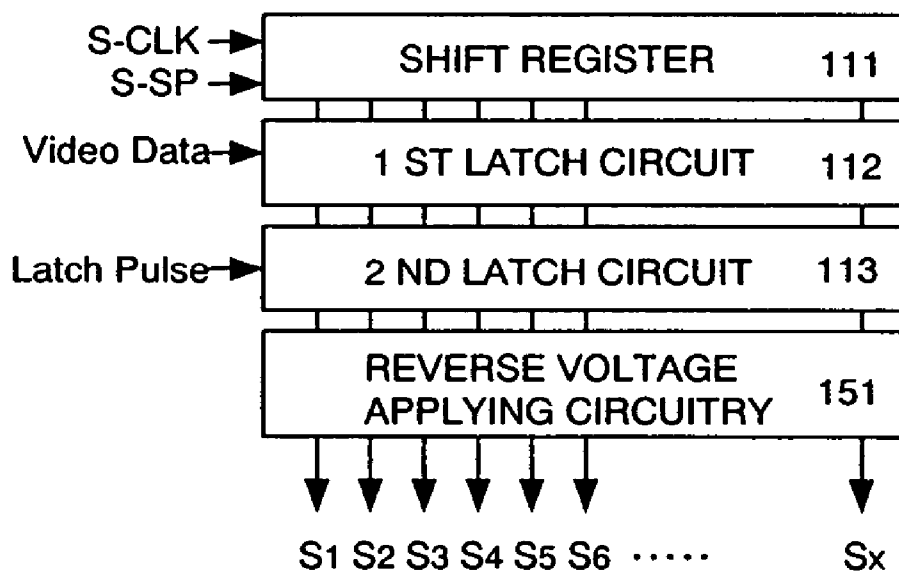 S-CLK
SHIFT REGISTER 111
S-SP
Video Data
1 ST LATCH CIRCUIT 112
Latch Pulse
2 ND LATCH CIRCUIT 113
REVERSE VOLTAGE
APPLYING CIRCUITRY 151
S1 S2 S3 S4 S5 S6 ····· Sx